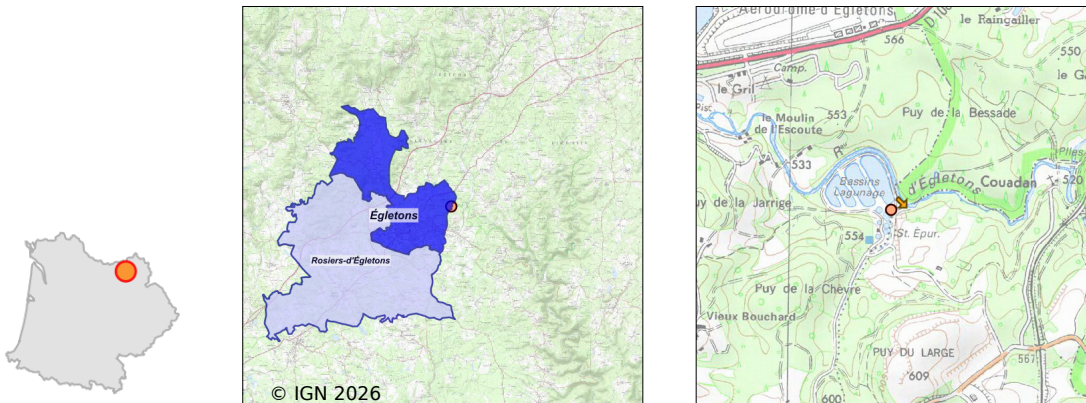 Égletons
Rosiers-d'Égletons
© IGN 2026
Aérodrome d'Égletons
le Raingailler
566
550
Camp.
le Gril
553
Puy de la Bessade
le Moulin
de l'Escoute
533
Bassins
Lagunage
d'Egletons
Couadan
520
uy de la Jarrige
St. Épur.
554
Puy de la Chèvre
Vieux Bouchard
PUY DU LARGE
567
609
600